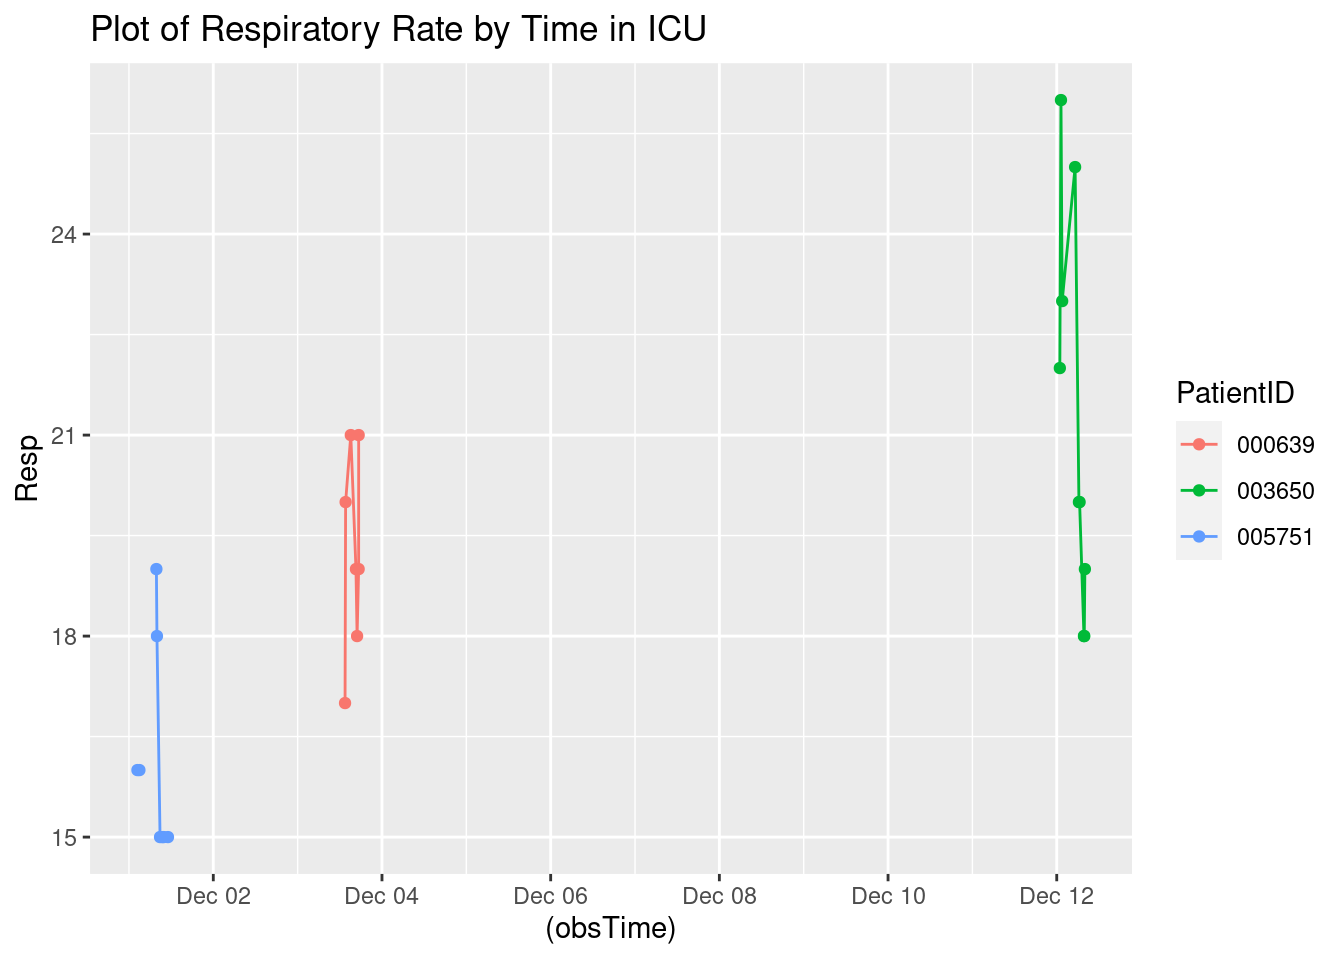 Plot of Respiratory Rate by Time in ICU
24
21
18
15
Resp
Dec 02 Dec 04 Dec 06 Dec 08 Dec 10 Dec 12
(obsTime)
PatientID
000639
003650
005751